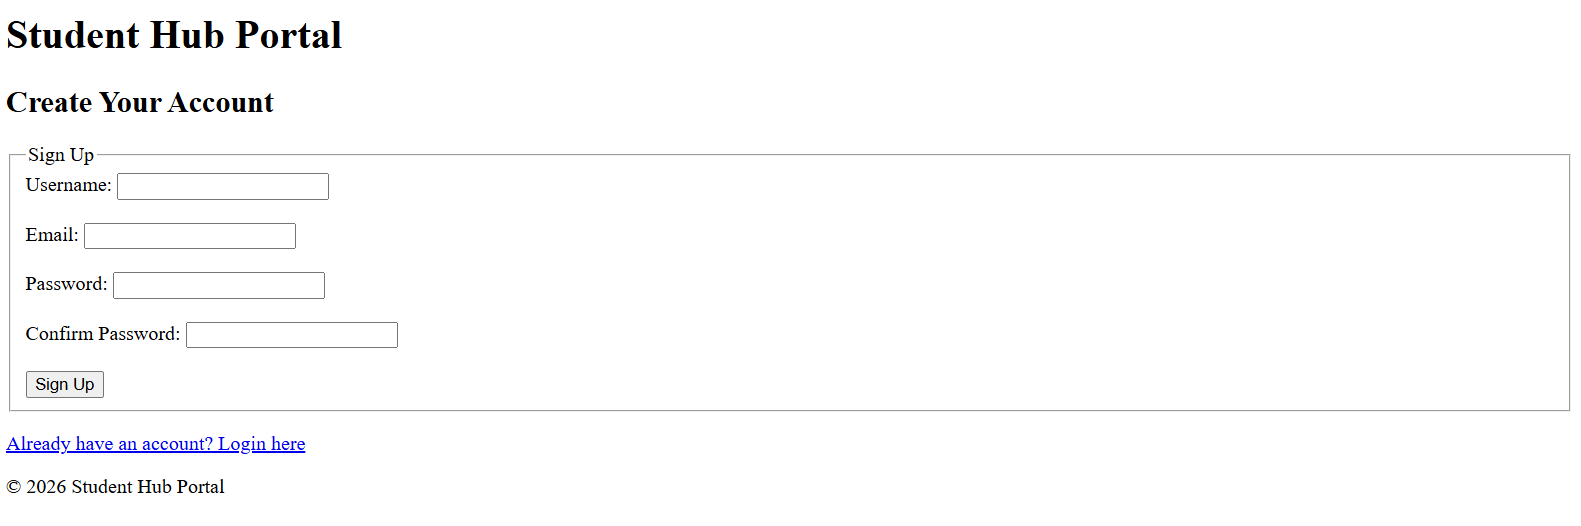 Student Hub Portal
Create Your Account
Sign Up
Username:
Email:
Password:
Confirm Password:
Sign Up
Already have an account? Login here
© 2026 Student Hub Portal